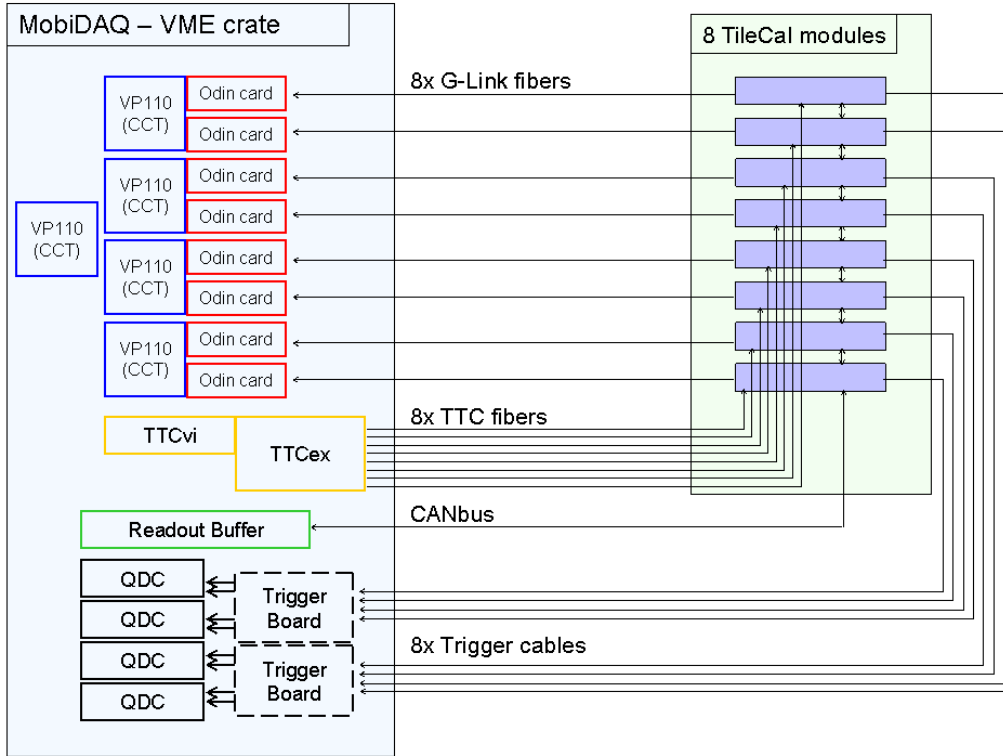 MobiDAQ – VME crate
8 TileCal modules
8x G-Link fibers
VP110
(CCT)
Odin card
Odin card
VP110
(CCT)
Odin card
Odin card
VP110
(CCT)
VP110
(CCT)
Odin card
Odin card
VP110
(CCT)
Odin card
Odin card
8x TTC fibers
TTCvi
TTCex
CANbus
Readout Buffer
QDC
Trigger
Board
QDC
8x Trigger cables
QDC
Trigger
Board
QDC